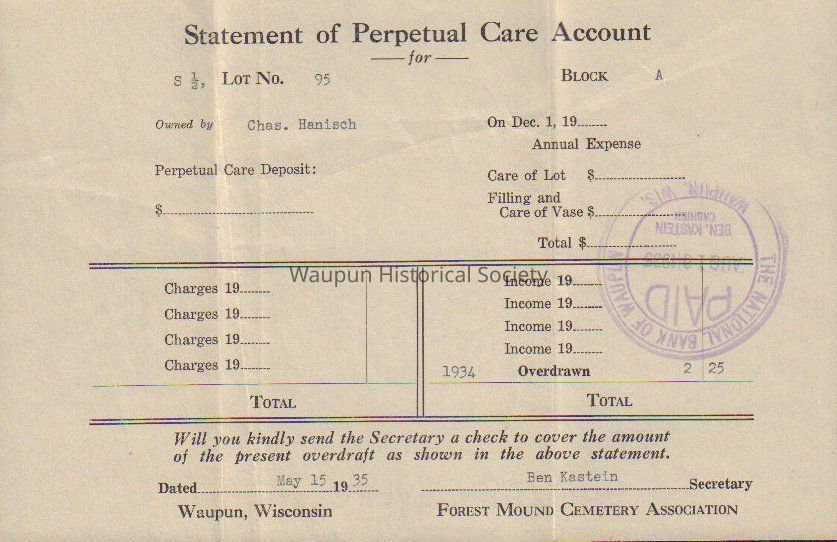 Statement of Perpetual Care Account
for
S ½, Lot No. 95 Block A
Owned by Chas. Hanisch On Dec. 1, 19
Annual Expense
Perpetual Care Deposit: Care of Lot $
Filling and
$ Care of Vase $
Total $
Waupun Historical Society
Charges 19 Income 19
Charges 19 Income 19
Charges 19 Income 19
Charges 19 Income 19
1934 Overdrawn 2 25
Total Total
Will you kindly send the Secretary a check to cover the amount
of the present overdraft as shown in the above statement.
Dated May 15 1935 Ben Kastein Secretary
Waupun, Wisconsin Forest Mound Cemetery Association
THE NATIONAL BANK OF WAUPUN
PAID
BEN. KASTEIN
CASHIER
WAUPUN, WIS.